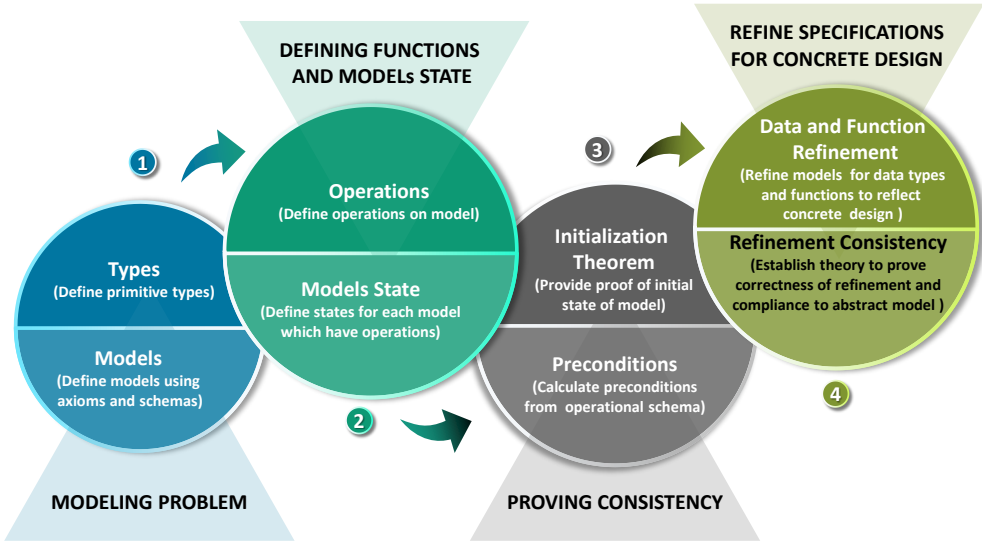 1
Types
(Define primitive types)
Models
(Define models using
axioms and schemas)
MODELING PROBLEM
DEFINING FUNCTIONS
AND MODELs STATE
Operations
(Define operations on model)
Models State
(Define states for each model
which have operations)
2
3
Initialization
Theorem
(Provide proof of initial
state of model)
Preconditions
(Calculate preconditions
from operational schema)
PROVING CONSISTENCY
REFINE SPECIFICATIONS
FOR CONCRETE DESIGN
Data and Function
Refinement
(Refine models for data types
and functions to reflect
concrete design )
Refinement Consistency
(Establish theory to prove
correctness of refinement and
compliance to abstract model )
4